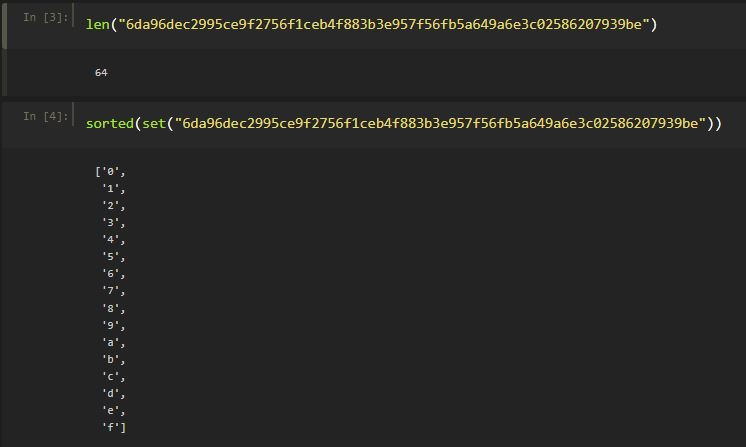 In [3]: len("6da96dec2995ce9f2756f1ceb4f883b3e957f56fb5a649a6e3c02586207939be")
64
In [4]: sorted(set("6da96dec2995ce9f2756f1ceb4f883b3e957f56fb5a649a6e3c02586207939be"))
['0',
'1',
'2',
'3',
'4',
'5',
'6',
'7',
'8',
'9',
'a',
'b',
'c',
'd',
'e',
'f']